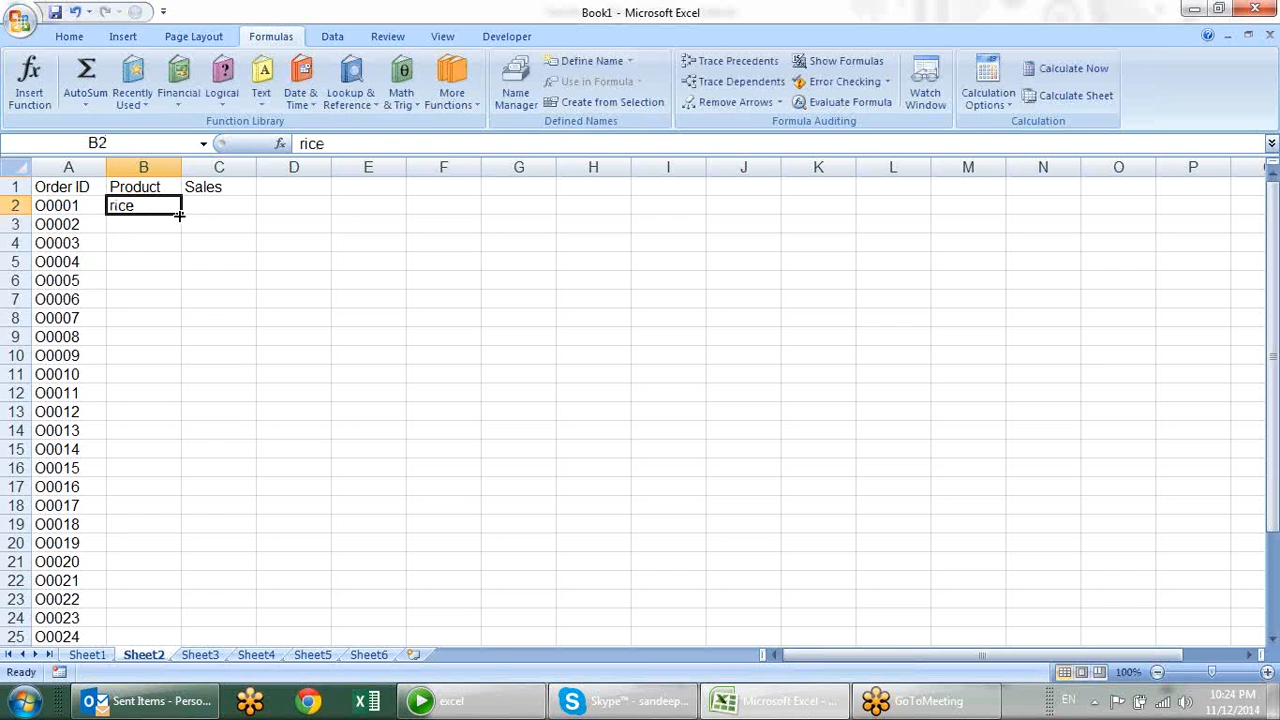 Book1 - Microsoft Excel
Home Insert Page Layout Formulas Data Review View Developer
Insert Function
AutoSum
Recently Used
Financial
Logical
Text
Date & Time
Lookup & Reference
Math & Trig
More Functions
Function Library
Name Manager
Define Name
Use in Formula
Create from Selection
Defined Names
Trace Precedents
Trace Dependents
Remove Arrows
Show Formulas
Error Checking
Evaluate Formula
Formula Auditing
Watch Window
Calculation Options
Calculate Now
Calculate Sheet
Calculation
B2 fx rice
A B C D E F G H I J K L M N O P
1 Order ID Product Sales
2 O0001 rice
3 O0002
4 O0003
5 O0004
6 O0005
7 O0006
8 O0007
9 O0008
10 O0009
11 O0010
12 O0011
13 O0012
14 O0013
15 O0014
16 O0015
17 O0016
18 O0017
19 O0018
20 O0019
21 O0020
22 O0021
23 O0022
24 O0023
25 O0024
Sheet1 Sheet2 Sheet3 Sheet4 Sheet5 Sheet6
Ready 100%
Sent Items - Perso... excel Skype™ - sandeep... Microsoft Excel - ... GoToMeeting EN 10:24 PM
11/12/2014